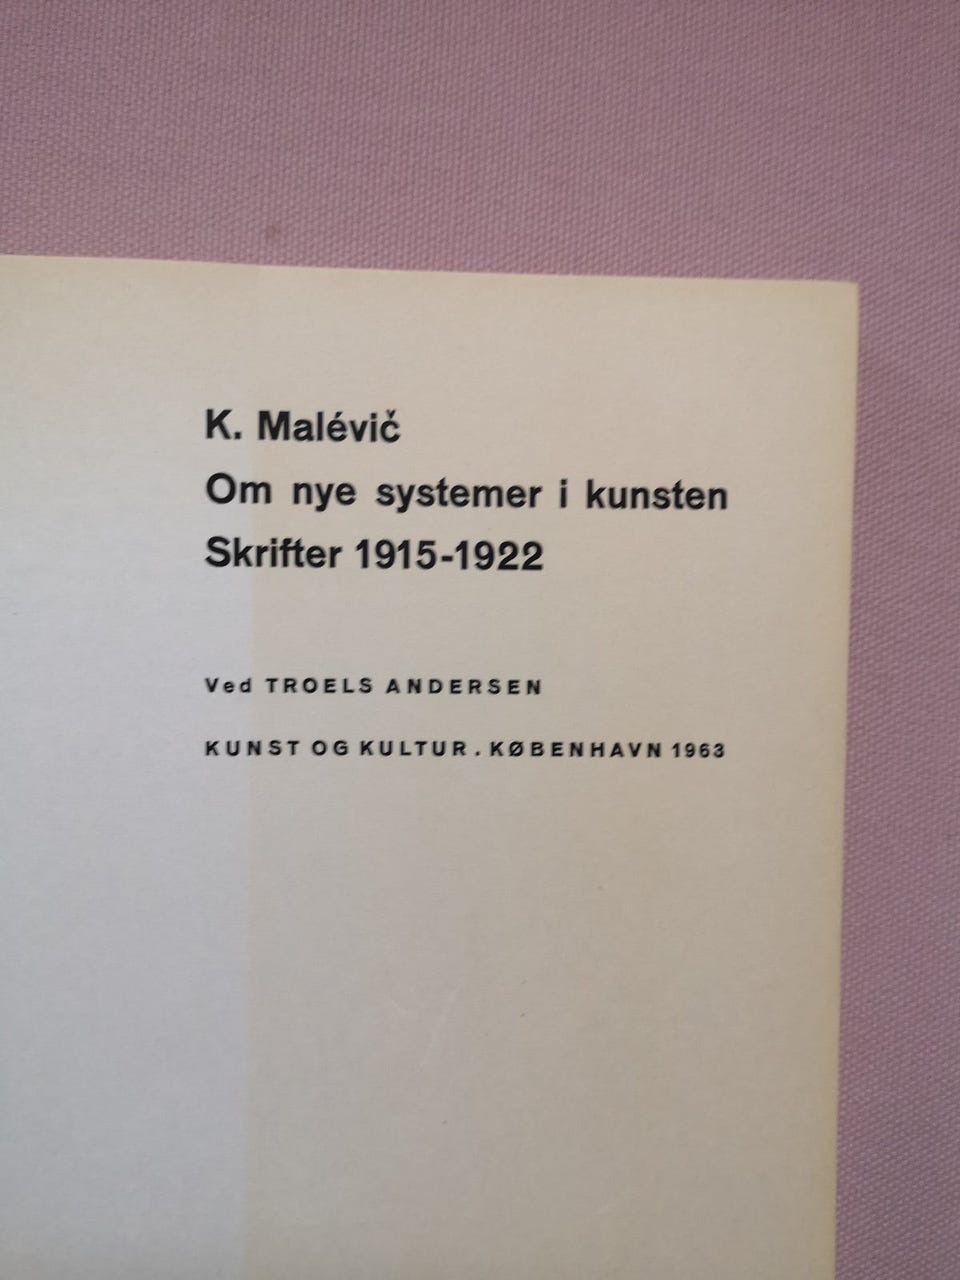 K. Malévič
Om nye systemer i kunsten
Skrifter 1915-1922
Ved TROELS ANDERSEN
KUNST OG KULTUR . KØBENHAVN 1963